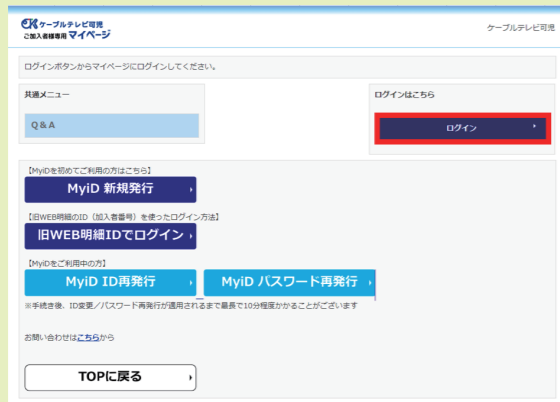 ケーブルテレビ可児
ご加入者様専用 マイページ
ケーブルテレビ可児
ログインボタンからマイページにログインしてください。
共通メニュー
Q&A
ログインはこちら
ログイン
【MyiDを初めてご利用の方はこちら】
MyiD 新規発行
【旧WEB明細のID（加入者番号）を使ったログイン方法】
旧WEB明細IDでログイン
【MyiDをご利用中の方】
MyiD ID再発行
MyiD パスワード再発行
※手続き後、ID変更／パスワード再発行が適用されるまで最長で10分程度かかることがございます
お問い合わせはこちらから
TOPに戻る